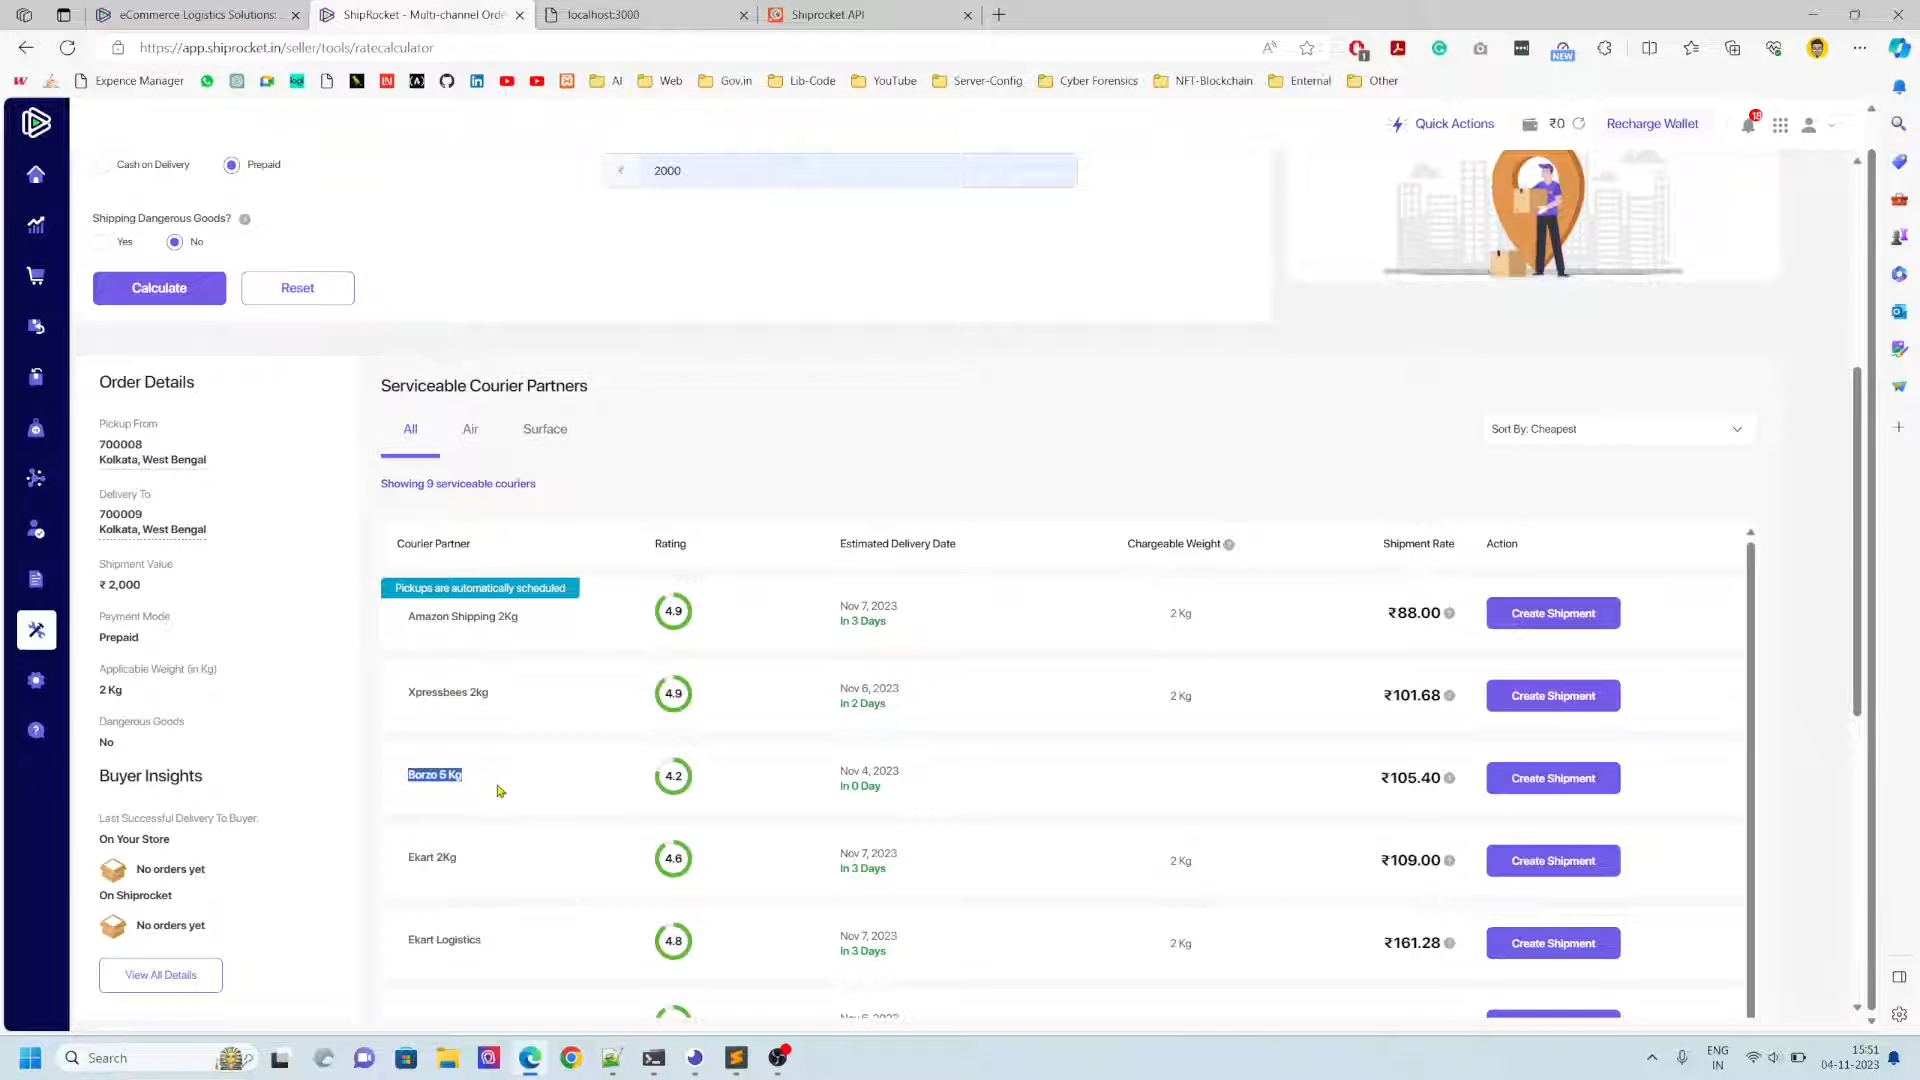 eCommerce Logistics Solutions:
ShipRocket - Multi-channel Orde
localhost:3000
Shiprocket API
https://app.shiprocket.in/seller/tools/ratecalculator
NEW
1
Expence Manager
AI
Web
Gov.in
Lib-Code
YouTube
Server-Config
Cyber Forensics
NFT-Blockchain
Enternal
Other
Quick Actions
₹0
Recharge Wallet
18
Cash on Delivery
Prepaid
₹
2000
Shipping Dangerous Goods?
Yes
No
Calculate
Reset
Order Details
Pickup From
700008
Kolkata, West Bengal
Delivery To
700009
Kolkata, West Bengal
Shipment Value
₹ 2,000
Payment Mode
Prepaid
Applicable Weight (in Kg)
2 Kg
Dangerous Goods
No
Buyer Insights
Last Successful Delivery To Buyer:
On Your Store
No orders yet
On Shiprocket
No orders yet
View All Details
Serviceable Courier Partners
All
Air
Surface
Sort By: Cheapest
Showing 9 serviceable couriers
Courier Partner
Rating
Estimated Delivery Date
Chargeable Weight
Shipment Rate
Action
Pickups are automatically scheduled
Amazon Shipping 2Kg
4.9
Nov 7, 2023
In 3 Days
2 Kg
₹88.00
Create Shipment
Xpressbees 2kg
4.9
Nov 6, 2023
In 2 Days
2 Kg
₹101.68
Create Shipment
Borzo 5 Kg
4.2
Nov 4, 2023
In 0 Day
₹105.40
Create Shipment
Ekart 2Kg
4.6
Nov 7, 2023
In 3 Days
2 Kg
₹109.00
Create Shipment
Ekart Logistics
4.8
Nov 7, 2023
In 3 Days
2 Kg
₹161.28
Create Shipment
Nov 6, 2023
Search
ENG
IN
15:51
04-11-2023